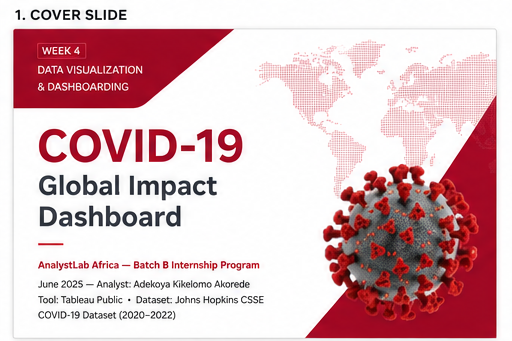 1. COVER SLIDE
WEEK 4
DATA VISUALIZATION
& DASHBOARDING
COVID-19
Global Impact
Dashboard
AnalystLab Africa — Batch B Internship Program
June 2025 — Analyst: Adekoya Kikelomo Akorede
Tool: Tableau Public • Dataset: Johns Hopkins CSSE
COVID-19 Dataset (2020–2022)